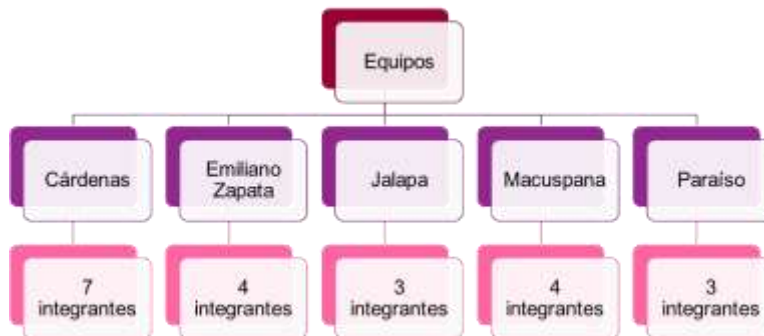 Equipos
Cárdenas
Emiliano
Zapata
Jalapa
Macuspana
Paraíso
7
integrantes
4
integrantes
3
integrantes
4
integrantes
3
integrantes